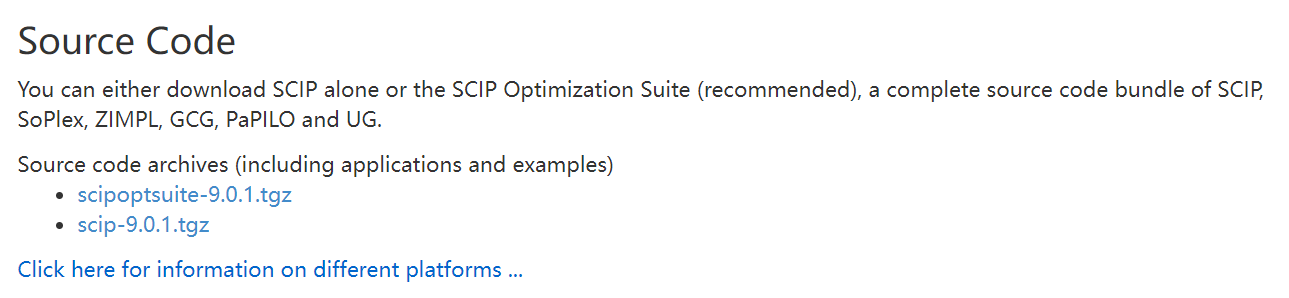 Source Code
You can either download SCIP alone or the SCIP Optimization Suite (recommended), a complete source code bundle of SCIP,
SoPlex, ZIMPL, GCG, PaPILO and UG.
Source code archives (including applications and examples)
• scipoptsuite-9.0.1.tgz
• scip-9.0.1.tgz
Click here for information on different platforms ...